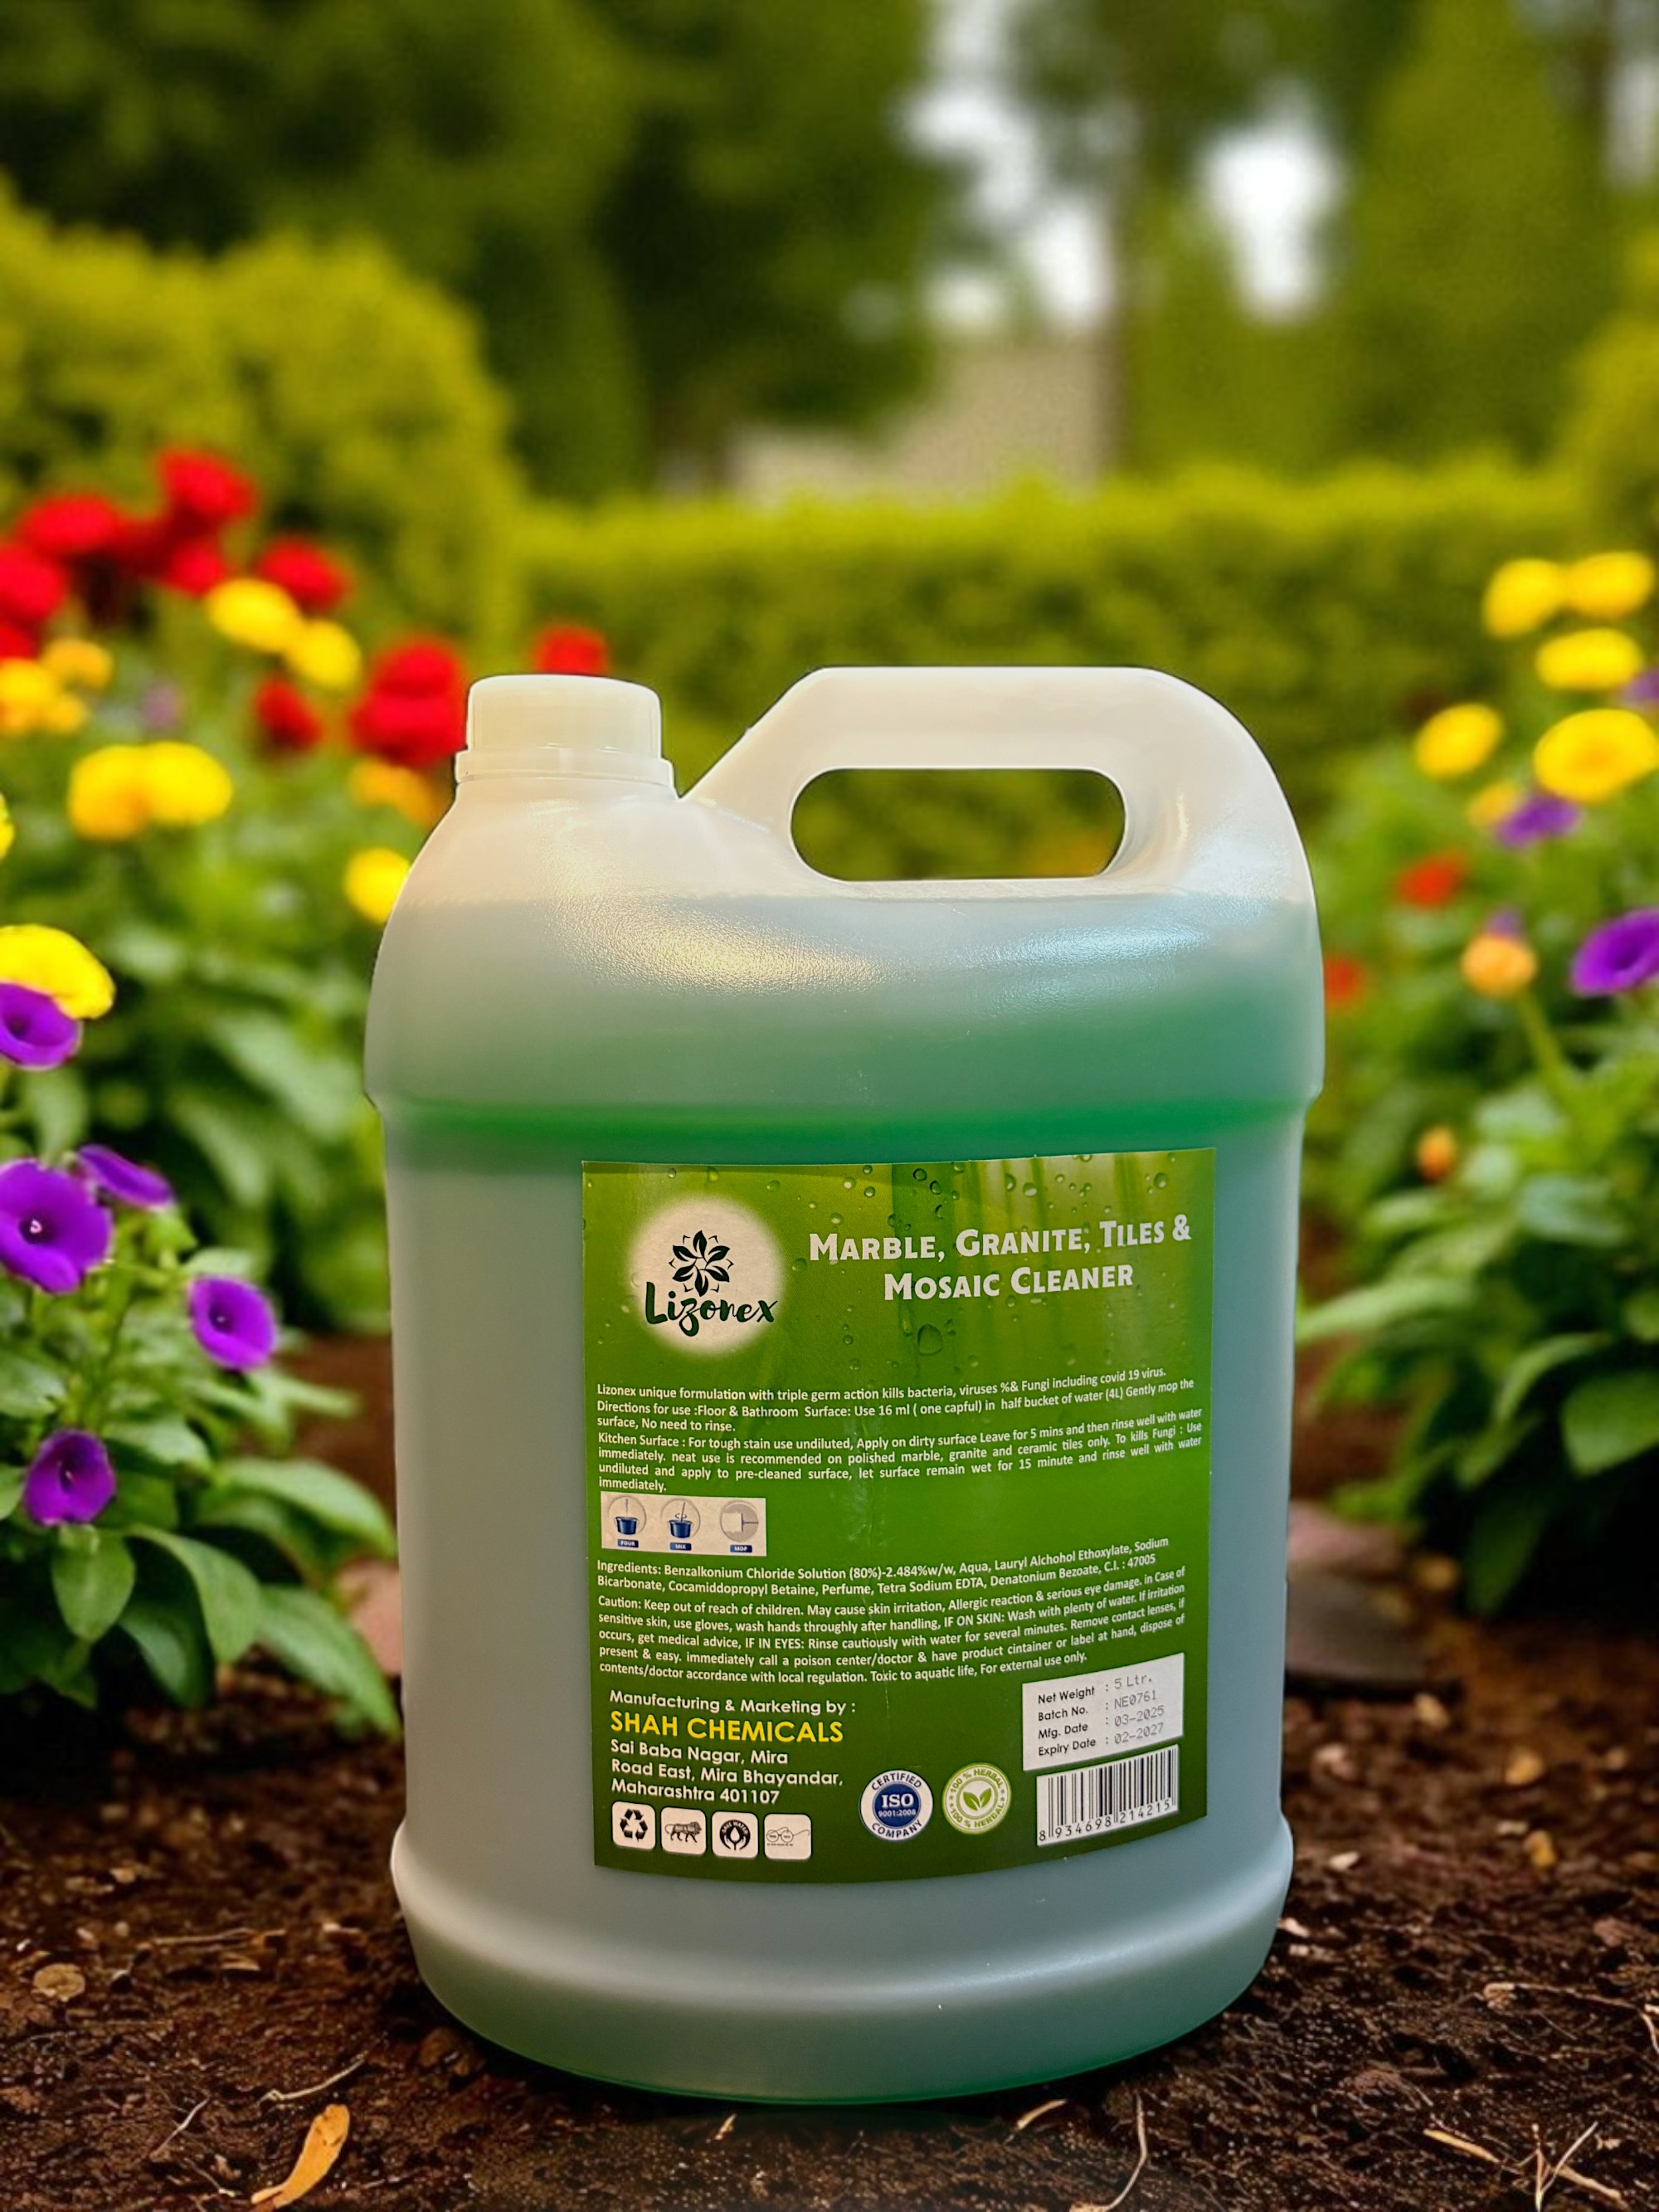 Lizonex
MARBLE, GRANITE, TILES &
MOSAIC CLEANER
Lizonex unique formulation with triple germ action kills bacteria, viruses %& Fungi including covid 19 virus.
Directions for use :Floor & Bathroom Surface: Use 16 ml ( one capful) in half bucket of water (4L) Gently mop the
surface, No need to rinse.
Kitchen Surface : For tough stain use undiluted, Apply on dirty surface Leave for 5 mins and then rinse well with water
immediately. neat use is recommended on polished marble, granite and ceramic tiles only. To kills Fungi : Use
undiluted and apply to pre-cleaned surface, let surface remain wet for 15 minute and rinse well with water
immediately.
POUR MIX MOP
Ingredients: Benzalkonium Chloride Solution (80%)-2.484%w/w, Aqua, Lauryl Alchohol Ethoxylate, Sodium
Bicarbonate, Cocamiddopropyl Betaine, Perfume, Tetra Sodium EDTA, Denatonium Bezoate, C.I. : 47005
Caution: Keep out of reach of children. May cause skin irritation, Allergic reaction & serious eye damage. in Case of
sensitive skin, use gloves, wash hands throughly after handling, IF ON SKIN: Wash with plenty of water. If irritation
occurs, get medical advice, IF IN EYES: Rinse cautiously with water for several minutes. Remove contact lenses, if
present & easy. immediately call a poison center/doctor & have product cintainer or label at hand, dispose of
contents/doctor accordance with local regulation. Toxic to aquatic life, For external use only.
Manufacturing & Marketing by :
SHAH CHEMICALS
Sai Baba Nagar, Mira
Road East, Mira Bhayandar,
Maharashtra 401107
Net Weight : 5 Ltr.
Batch No. : NE0761
Mfg. Date : 03-2025
Expiry Date : 02-2027
CERTIFIED
ISO
9001:2008
COMPANY
100 % HERBAL
100 % HERBAL
8 934698 214215